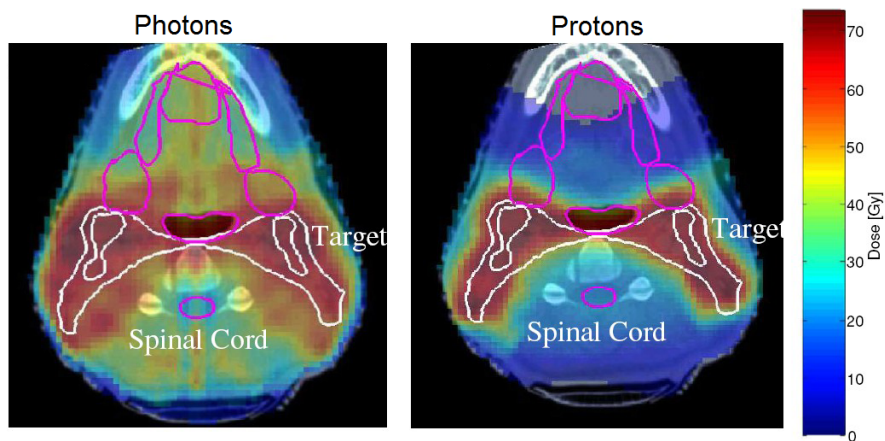 Photons
Protons
Target
Spinal Cord
Target
Spinal Cord
70
60
50
40
30
20
10
0
Dose [Gy]